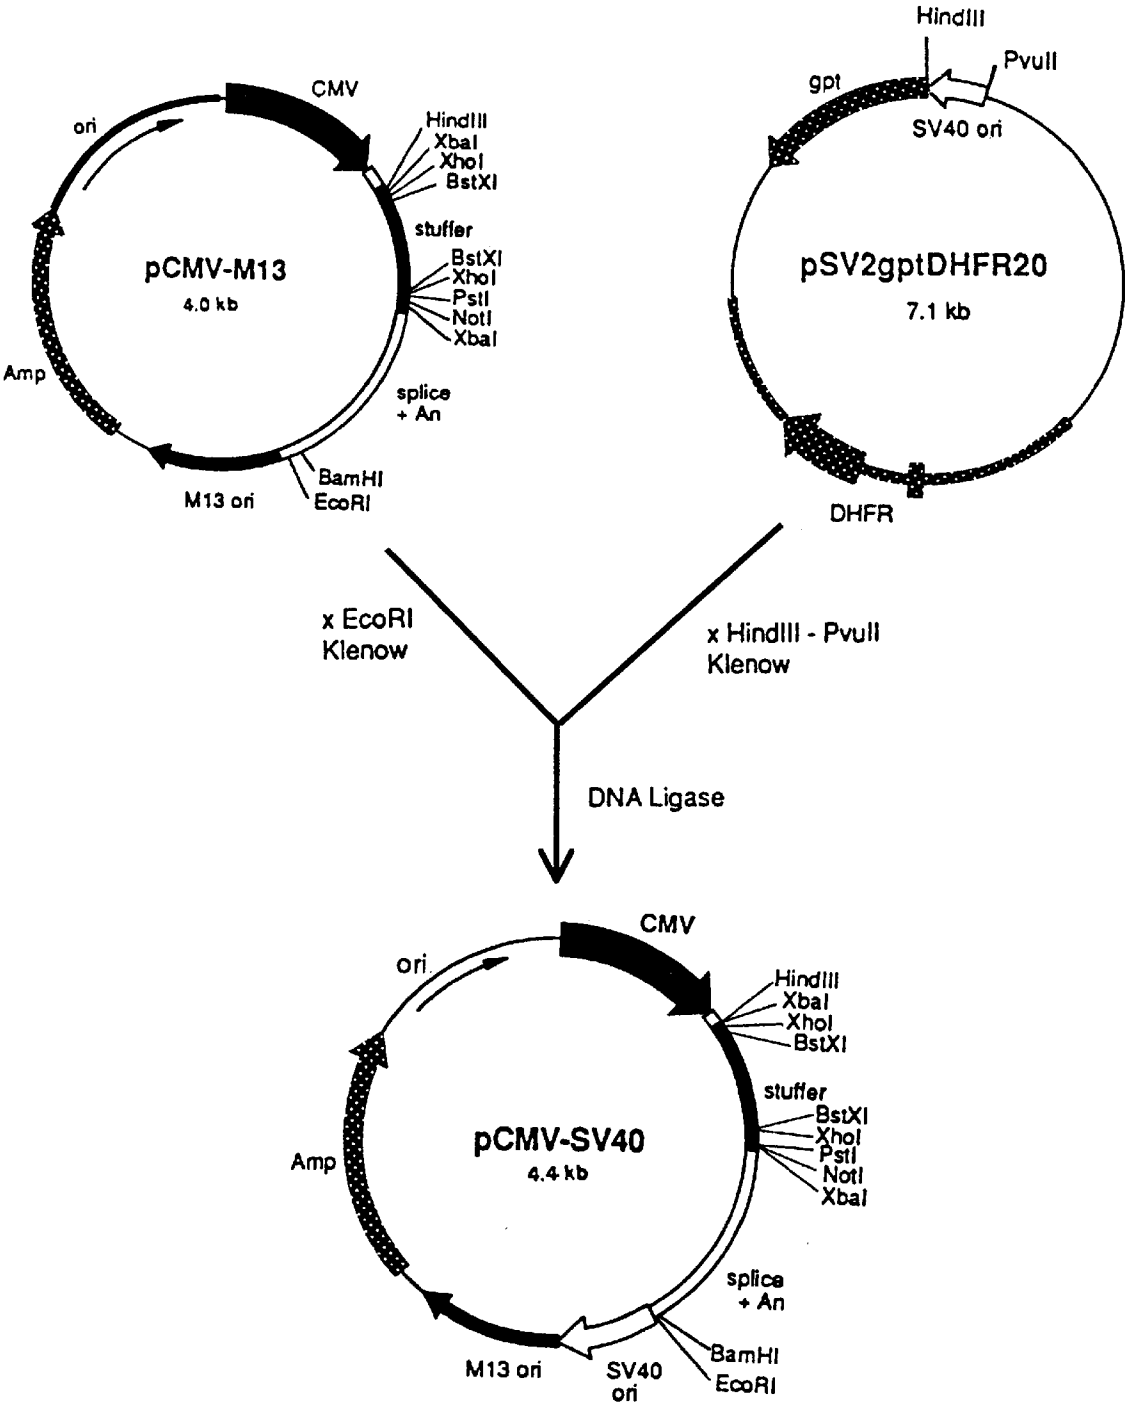 CMV
ori
HindIII
XbaI
XhoI
BstXI
stuffer
BstXI
XhoI
PstI
NotI
XbaI
pCMV-M13
4.0 kb
Amp
splice
+ An
BamHI
EcoRI
M13 ori
HindIII
PvuII
gpt
SV40 ori
pSV2gptDHFR20
7.1 kb
DHFR
x EcoRI
Klenow
x HindIII - PvuII
Klenow
DNA Ligase
CMV
ori
HindIII
XbaI
XhoI
BstXI
stuffer
BstXI
XhoI
PstI
NotI
XbaI
pCMV-SV40
4.4 kb
Amp
splice
+ An
BamHI
EcoRI
M13 ori
SV40
ori